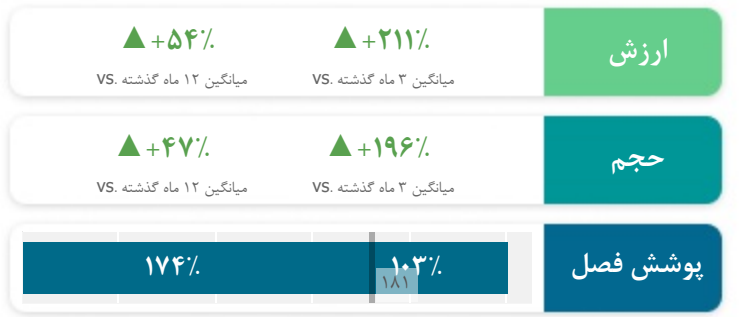 ارزش
▲+۲۱۱٪ ▲+۵۴٪
میانگین ۳ ماه گذشته .VS میانگین ۱۲ ماه گذشته .VS
حجم
▲+۱۹۶٪ ▲+۴۷٪
میانگین ۳ ماه گذشته .VS میانگین ۱۲ ماه گذشته .VS
پوشش فصل
۱۰۳٪ ۱۷۴٪
۱۸۱